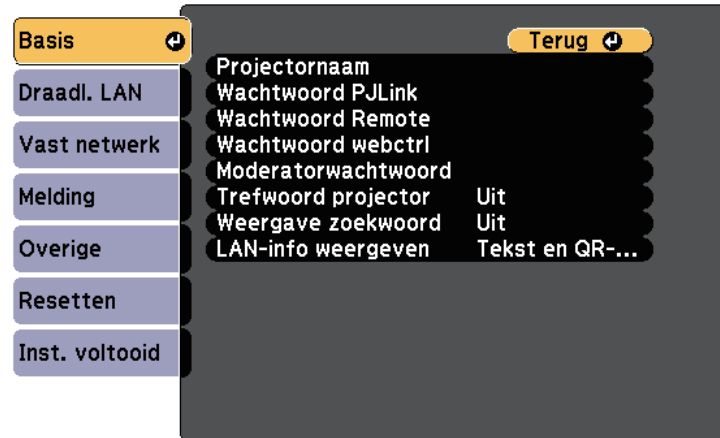 Basis
Draadl. LAN
Vast netwerk
Melding
Overige
Resetten
Inst. voltooid
Terug
Projectornaam
Wachtwoord PJLink
Wachtwoord Remote
Wachtwoord webctrl
Moderatorwachtwoord
Trefwoord projector Uit
Weergave zoekwoord Uit
LAN-info weergeven Tekst en QR-...